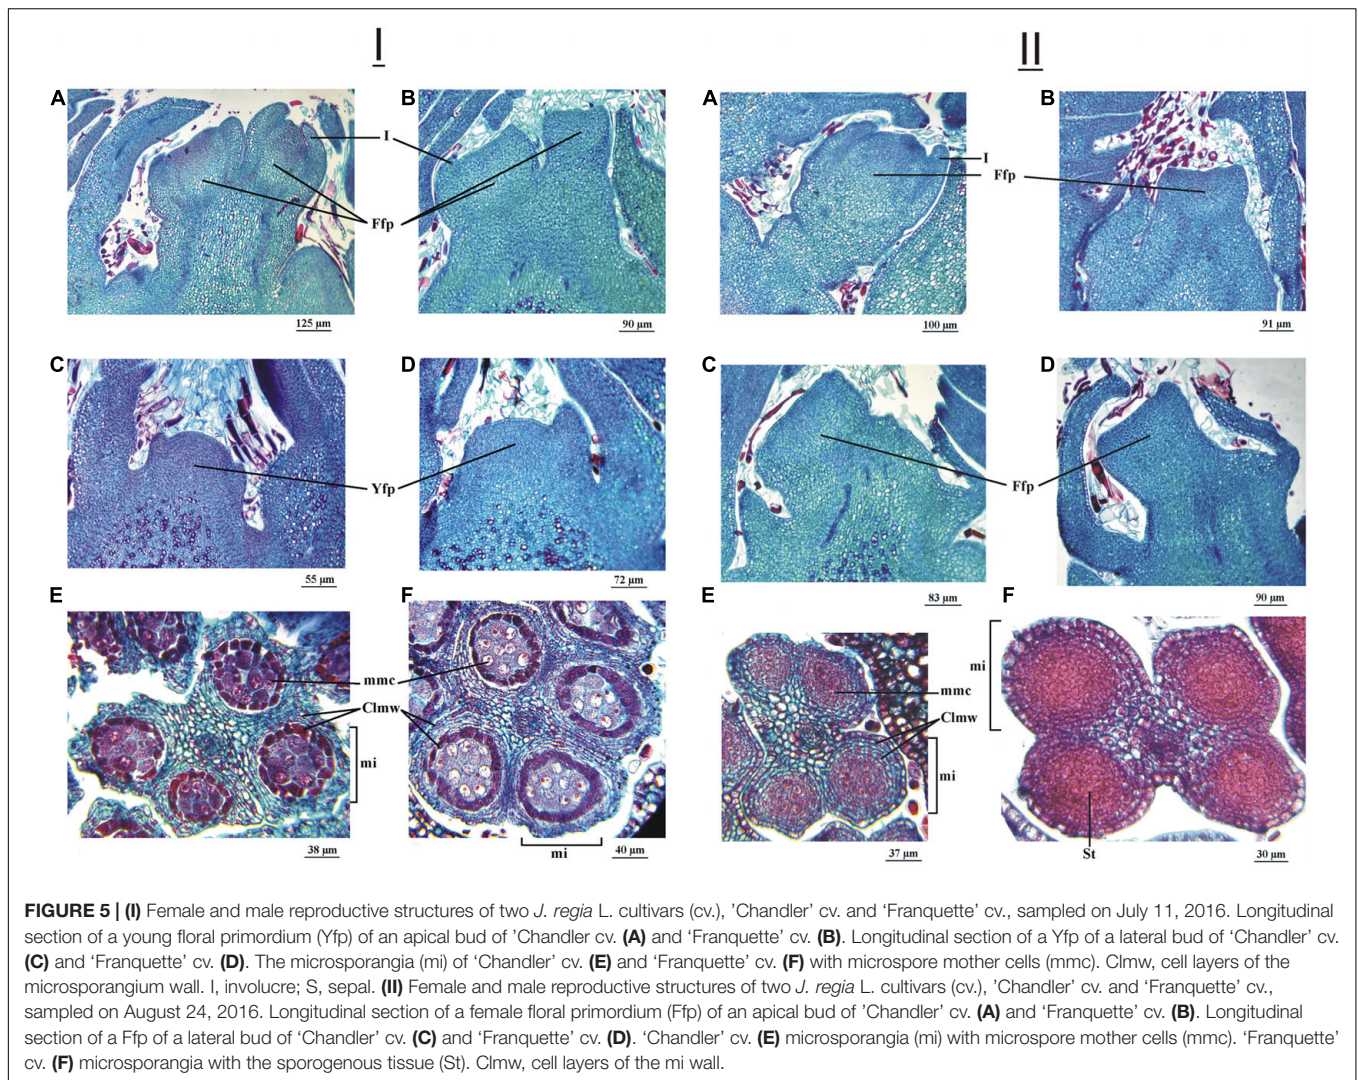 I
II
A
B
A
B
I
Ffp
I
Ffp
125 µm
90 µm
100 µm
91 µm
C
D
C
D
Yfp
Ffp
55 µm
72 µm
83 µm
90 µm
E
F
E
F
mmc
Clmw
mi
mi
mmc
Clmw
mi
mi
St
38 µm
40 µm
37 µm
30 µm
FIGURE 5 | (I) Female and male reproductive structures of two J. regia L. cultivars (cv.), 'Chandler' cv. and 'Franquette' cv., sampled on July 11, 2016. Longitudinal
section of a young floral primordium (Yfp) of an apical bud of 'Chandler cv. (A) and 'Franquette' cv. (B). Longitudinal section of a Yfp of a lateral bud of 'Chandler' cv.
(C) and 'Franquette' cv. (D). The microsporangia (mi) of 'Chandler' cv. (E) and 'Franquette' cv. (F) with microspore mother cells (mmc). Clmw, cell layers of the
microsporangium wall. I, involucre; S, sepal. (II) Female and male reproductive structures of two J. regia L. cultivars (cv.), 'Chandler' cv. and 'Franquette' cv.,
sampled on August 24, 2016. Longitudinal section of a female floral primordium (Ffp) of an apical bud of 'Chandler' cv. (A) and 'Franquette' cv. (B). Longitudinal
section of a Ffp of a lateral bud of 'Chandler' cv. (C) and 'Franquette' cv. (D). 'Chandler' cv. (E) microsporangia (mi) with microspore mother cells (mmc). 'Franquette'
cv. (F) microsporangia with the sporogenous tissue (St). Clmw, cell layers of the mi wall.